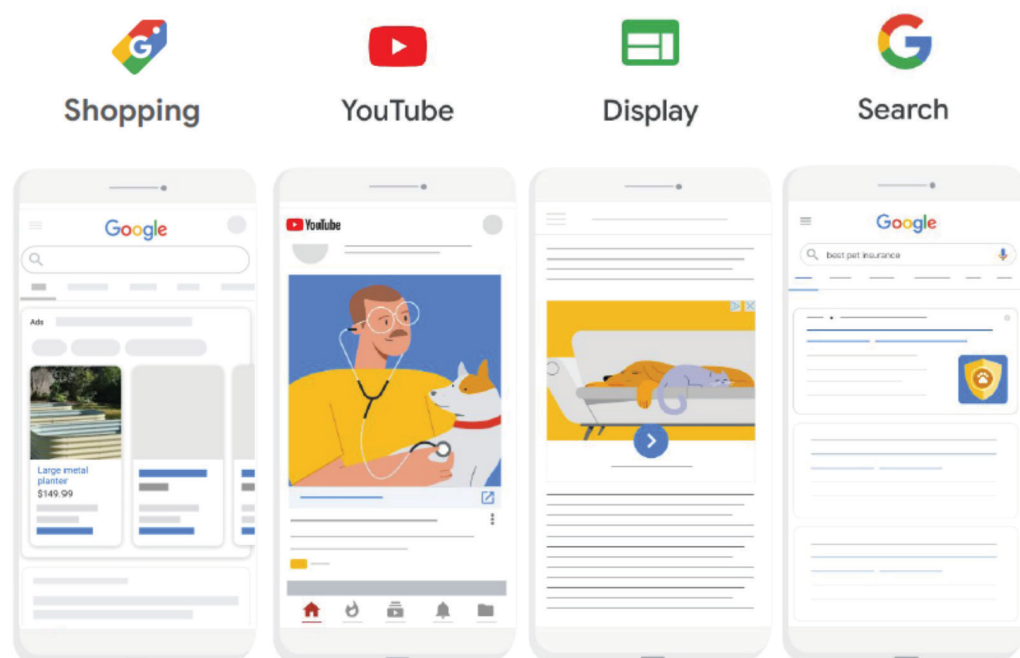 Shopping
YouTube
Display
Search
Google
Ads
Large metal
planter
$149.99
YouTube
Google
best pet insurance